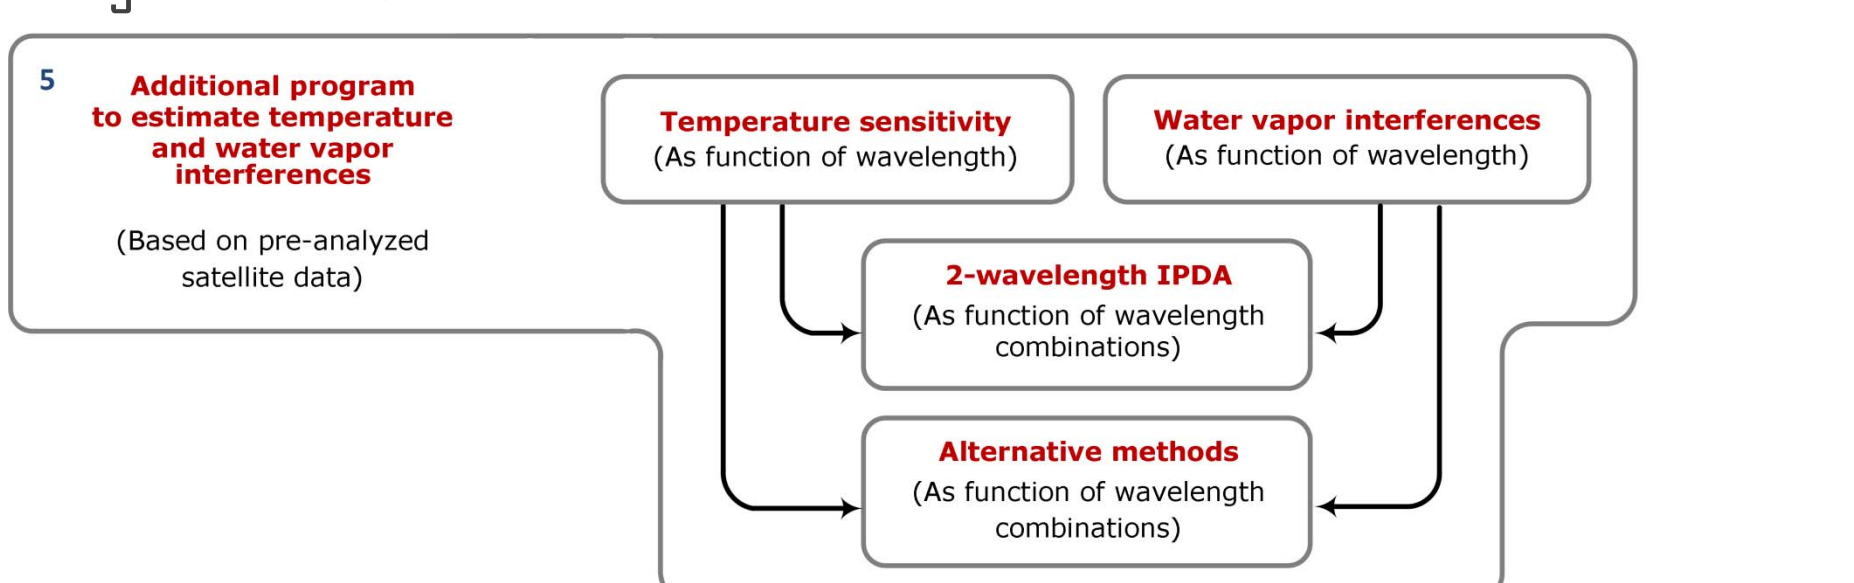 5
Additional program
to estimate temperature
and water vapor
interferences
(Based on pre-analyzed
satellite data)
Temperature sensitivity
(As function of wavelength)
Water vapor interferences
(As function of wavelength)
2-wavelength IPDA
(As function of wavelength
combinations)
Alternative methods
(As function of wavelength
combinations)